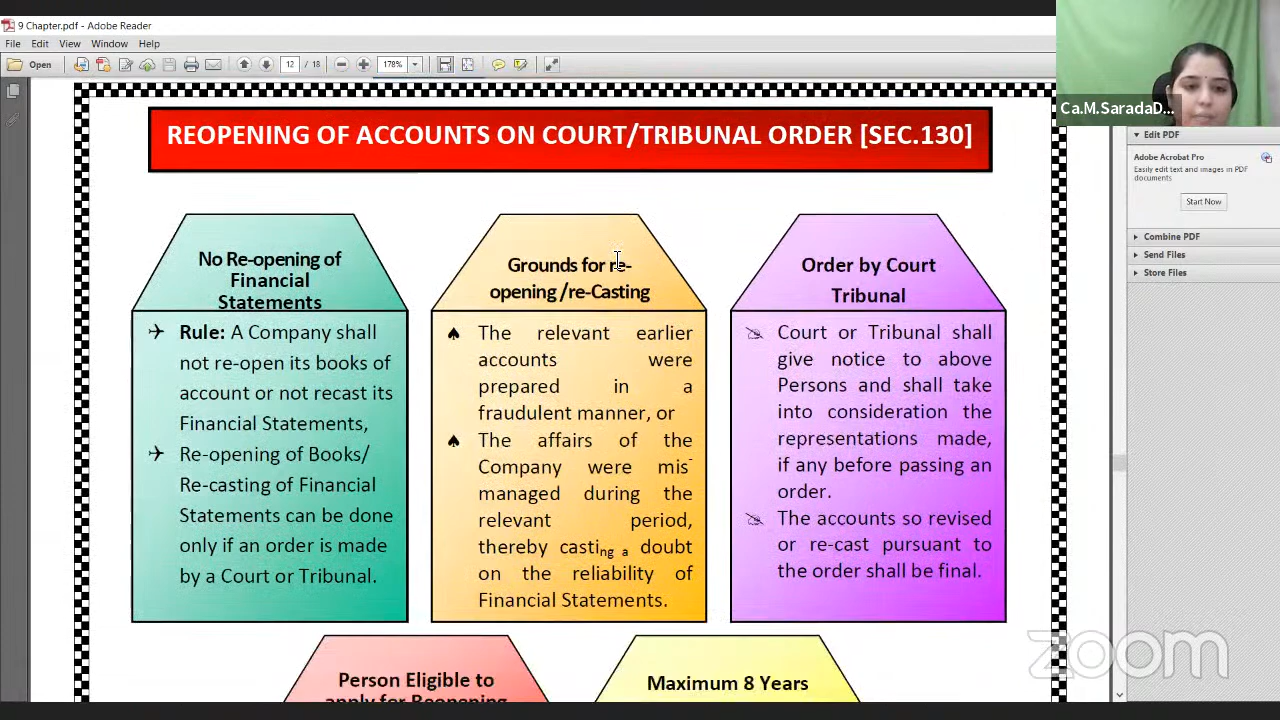 9 Chapter.pdf - Adobe Reader
File Edit View Window Help
Open 12 / 18 178%
Ca.M.SaradaD...
Edit PDF
Adobe Acrobat Pro
Easily edit text and images in PDF
documents
Start Now
Combine PDF
Send Files
Store Files
REOPENING OF ACCOUNTS ON COURT/TRIBUNAL ORDER [SEC.130]
No Re-opening of
Financial
Statements
Rule: A Company shall
not re-open its books of
account or not recast its
Financial Statements,
Re-opening of Books/
Re-casting of Financial
Statements can be done
only if an order is made
by a Court or Tribunal.
Grounds for re-
opening /re-Casting
The relevant earlier
accounts were
prepared in a
fraudulent manner, or
The affairs of the
Company were mis-
managed during the
relevant period,
thereby casting a doubt
on the reliability of
Financial Statements.
Order by Court
Tribunal
Court or Tribunal shall
give notice to above
Persons and shall take
into consideration the
representations made,
if any before passing an
order.
The accounts so revised
or re-cast pursuant to
the order shall be final.
Person Eligible to
apply for Reopening
Maximum 8 Years
zoom